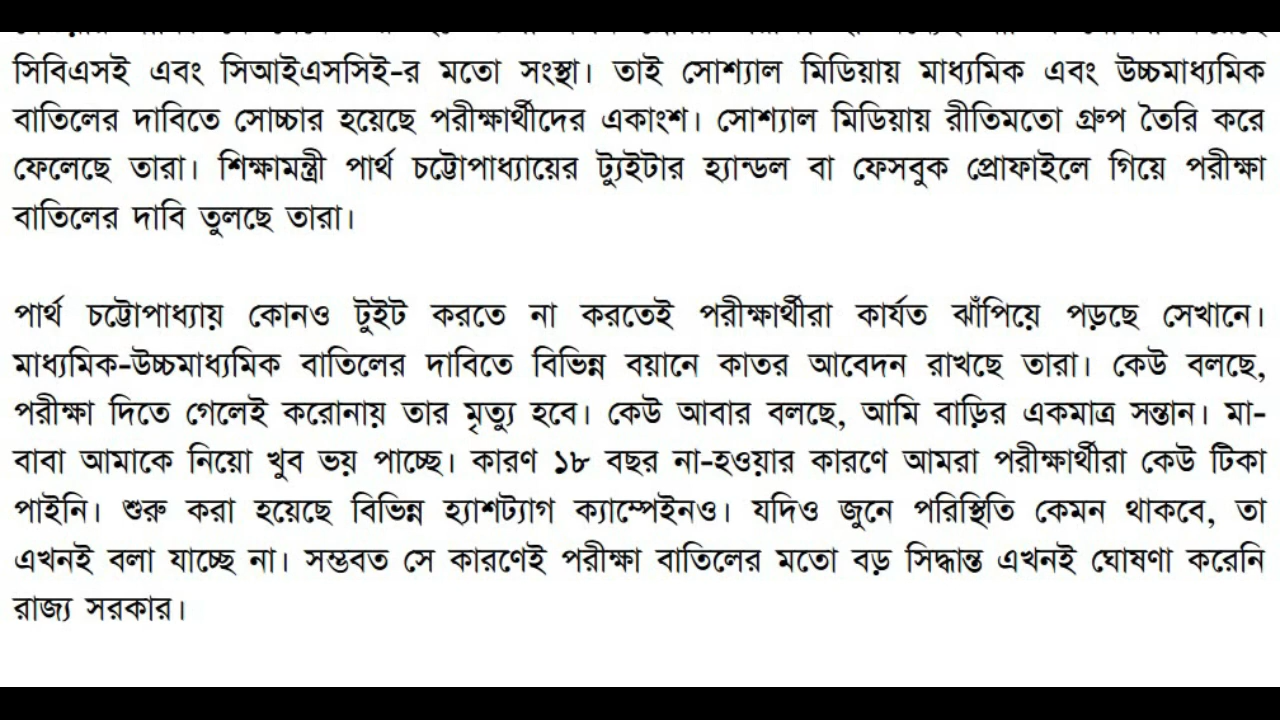 সিবিএসই এবং সিআইএসসিই-র মতো সংস্থা। তাই সোশ্যাল মিডিয়ায় মাধ্যমিক এবং উচ্চমাধ্যমিক
বাতিলের দাবিতে সোচ্চার হয়েছে পরীক্ষার্থীদের একাংশ। সোশ্যাল মিডিয়ায় রীতিমতো গ্রুপ তৈরি করে
ফেলেছে তারা। শিক্ষামন্ত্রী পার্থ চট্টোপাধ্যায়ের ট্যুইটার হ্যান্ডল বা ফেসবুক প্রোফাইলে গিয়ে পরীক্ষা
বাতিলের দাবি তুলছে তারা।
পার্থ চট্টোপাধ্যায় কোনও টুইট করতে না করতেই পরীক্ষার্থীরা কার্যত ঝাঁপিয়ে পড়ছে সেখানে।
মাধ্যমিক-উচ্চমাধ্যমিক বাতিলের দাবিতে বিভিন্ন বয়ানে কাতর আবেদন রাখছে তারা। কেউ বলছে,
পরীক্ষা দিতে গেলেই করোনায় তার মৃত্যু হবে। কেউ আবার বলছে, আমি বাড়ির একমাত্র সন্তান। মা-
বাবা আমাকে নিয়ো খুব ভয় পাচ্ছে। কারণ ১৮ বছর না-হওয়ার কারণে আমরা পরীক্ষার্থীরা কেউ টিকা
পাইনি। শুরু করা হয়েছে বিভিন্ন হ্যাশট্যাগ ক্যাম্পেইনও। যদিও জুনে পরিস্থিতি কেমন থাকবে, তা
এখনই বলা যাচ্ছে না। সম্ভবত সে কারণেই পরীক্ষা বাতিলের মতো বড় সিদ্ধান্ত এখনই ঘোষণা করেনি
রাজ্য সরকার।